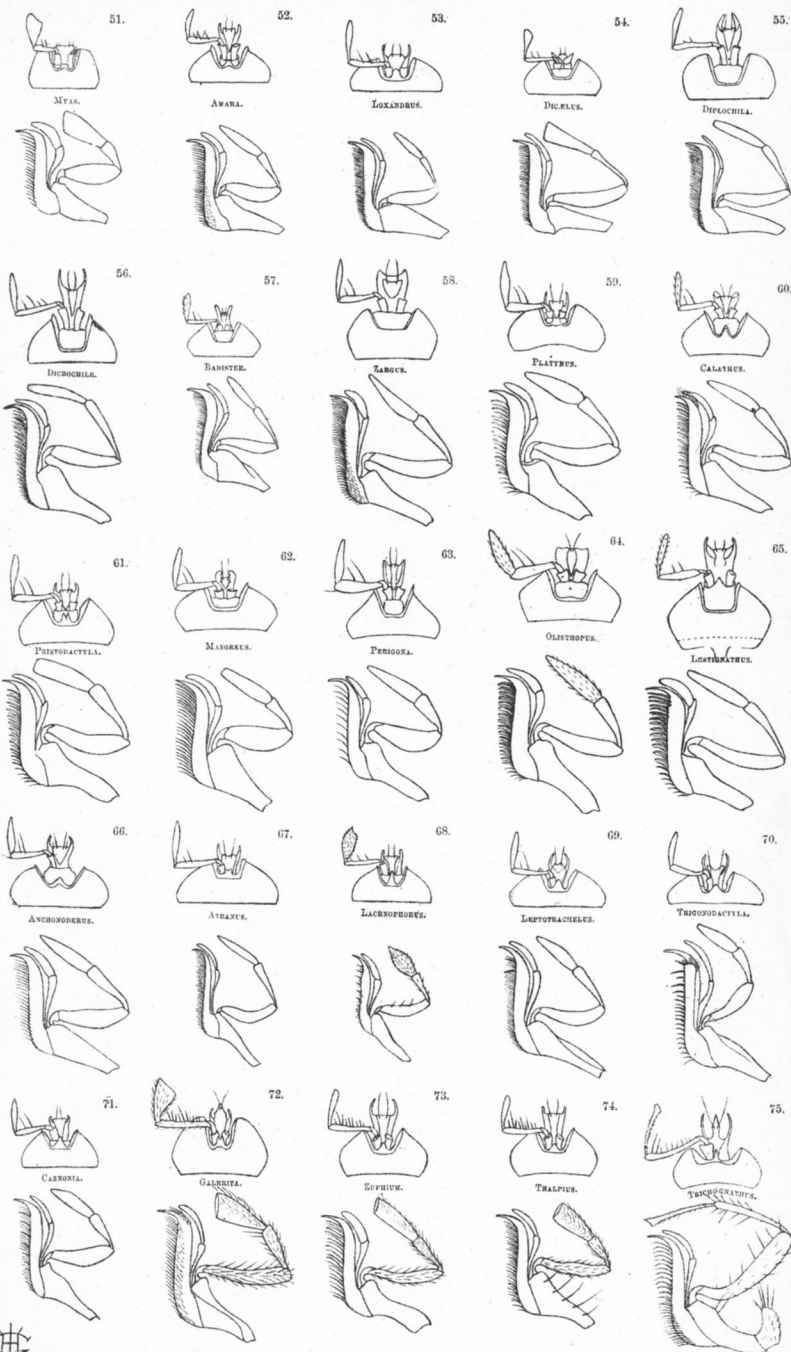 51. 52. 53. 54. 55.
MYAS. AMARA. LOXANDRUS. DICÆLUS. DIPLOCHILA.
56. 57. 58. 59. 60.
DICROCHILE. BADISTER. ZARGUS. PLATYNUS. CALATHUS.
61. 62. 63. 64. 65.
PRISTODACTYLA. MASOREUS. PERIGONA. OLISTHOPUS. LESTIGNATHUS.
66. 67. 68. 69. 70.
ANCHONODERUS. ATRANUS. LACHNOPHORUS. LEPTOTRACHELUS. TRIGONODACTYLA.
71. 72. 73. 74. 75.
CASNONIA. GALERITA. ZUPHIUM. THALPIUS. TRICHOGNATHUS.